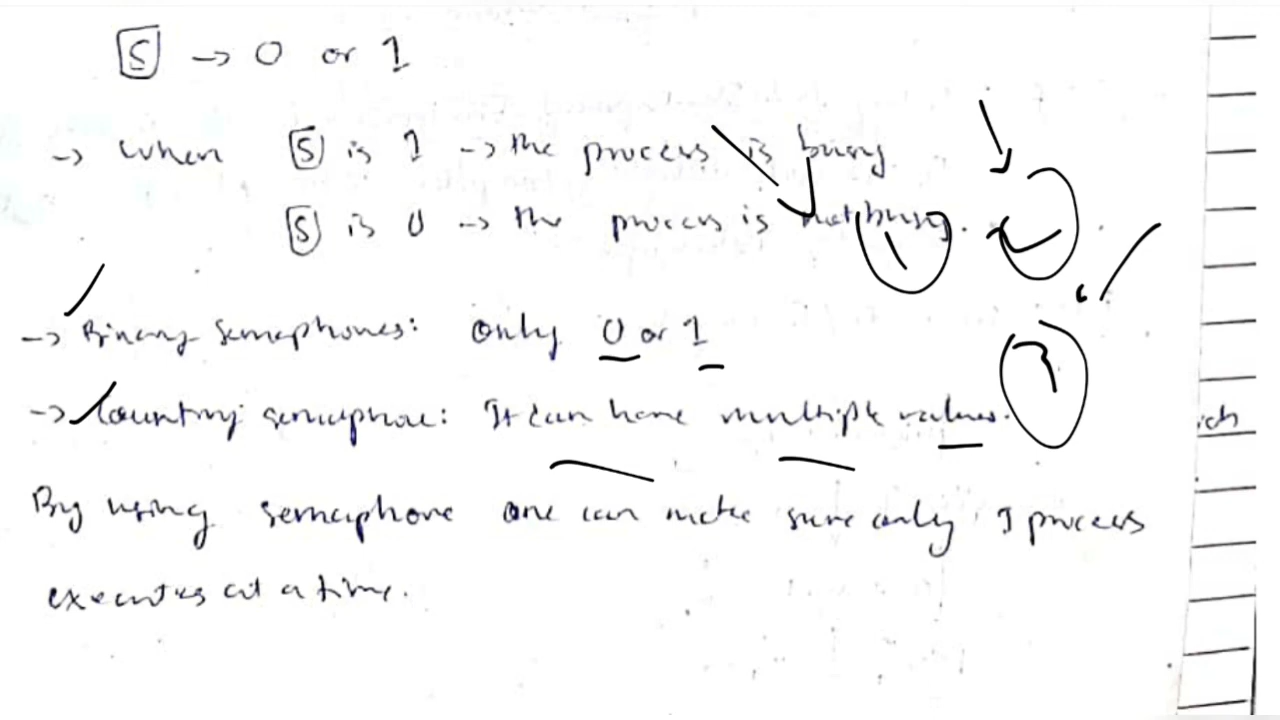 S → 0 or 1
→ When S is 1 → the process is busy
S is 0 → the process is not busy.
1
→ Binary semaphores: only 0 or 1
→ Counting semaphore: It can have multiple values.
By using semaphore one can make sure only 1 process
executes at a time.